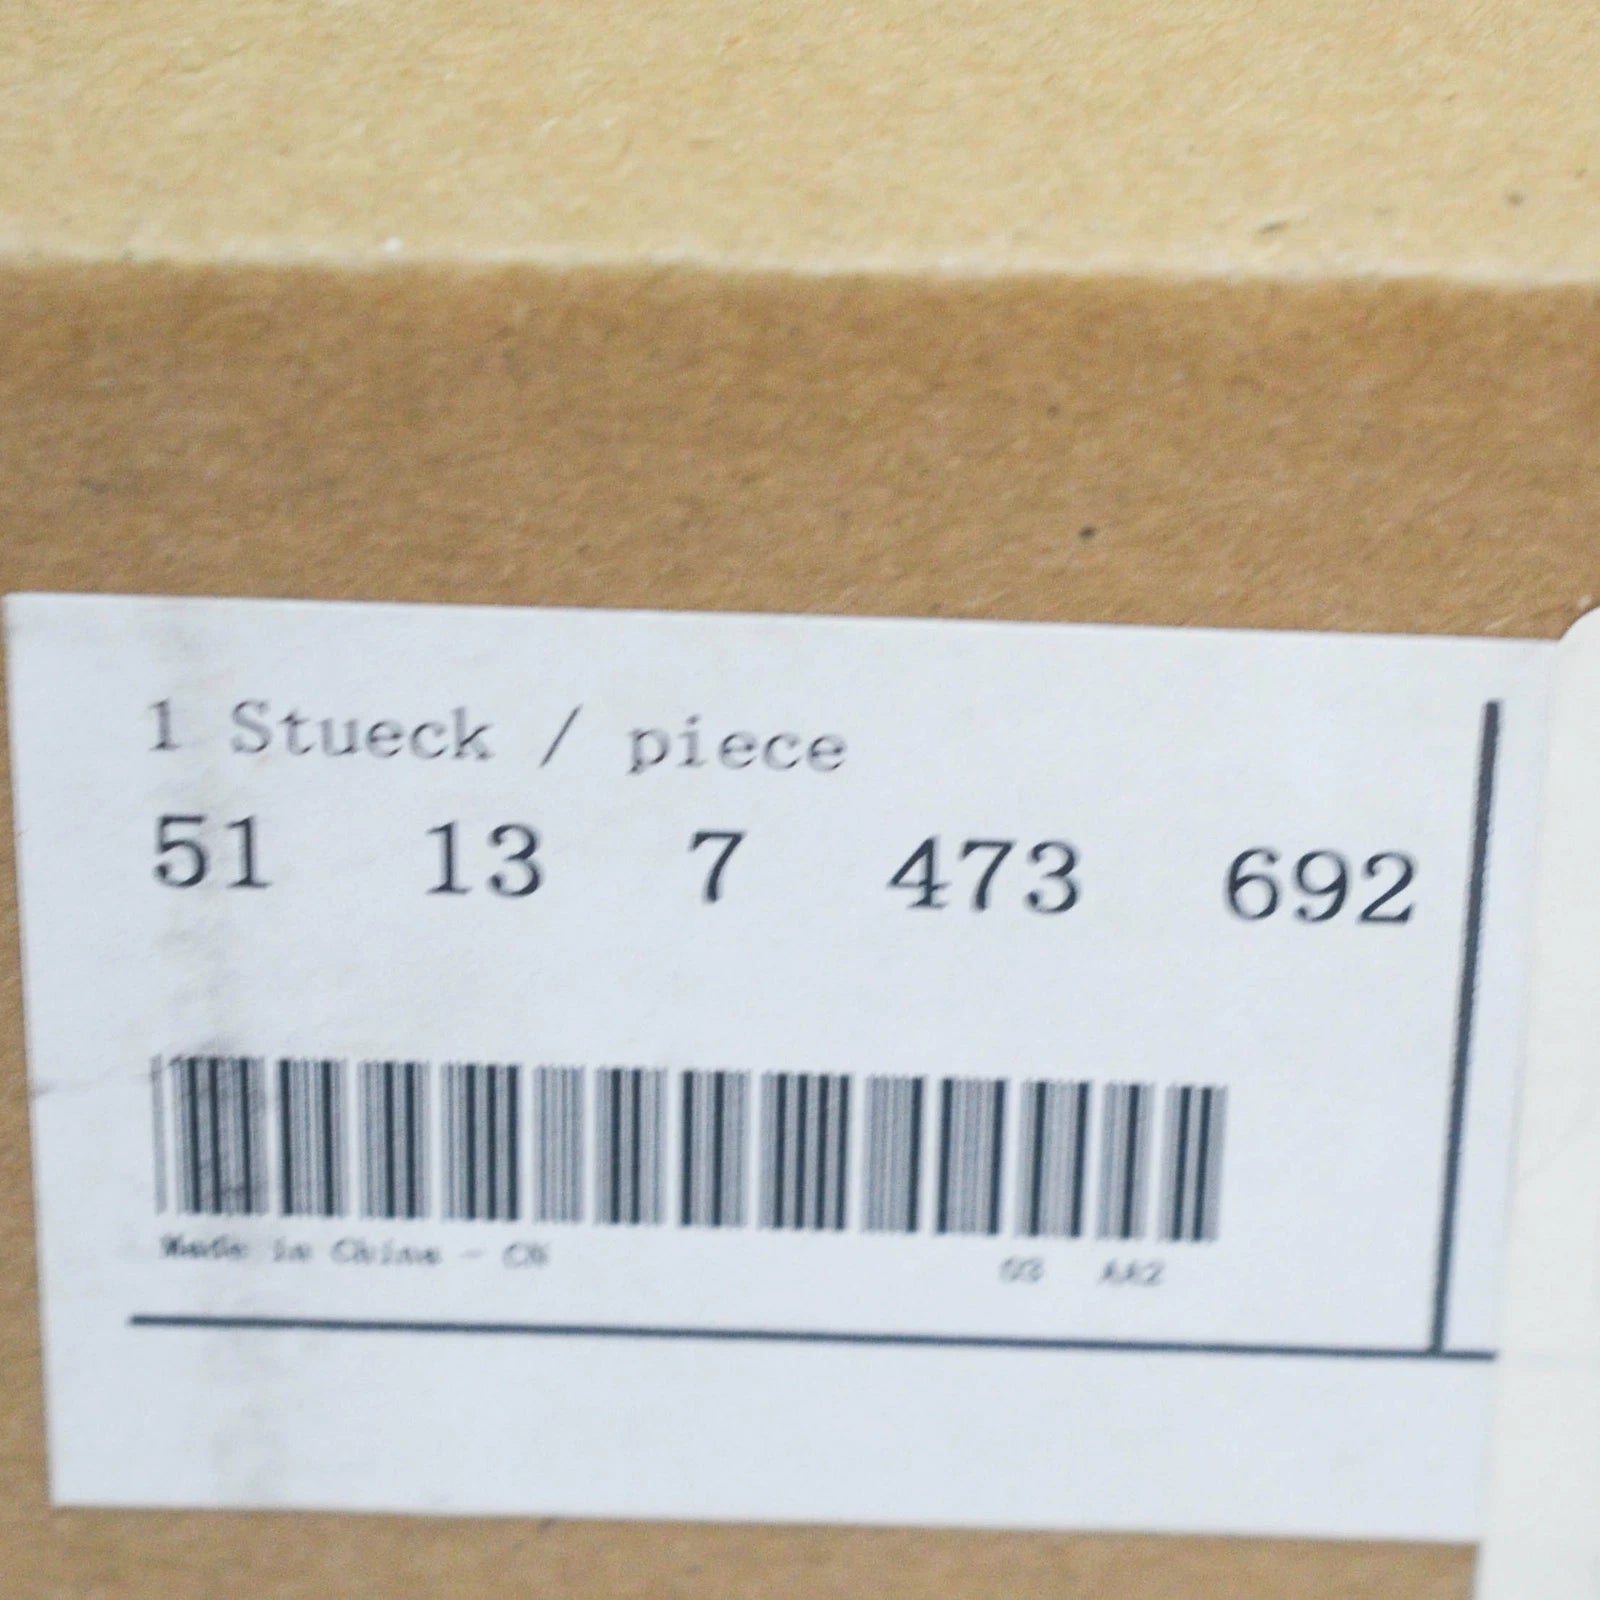 1 Stueck / piece
51 13 7 473 692
Made in China - CN 03 AA2